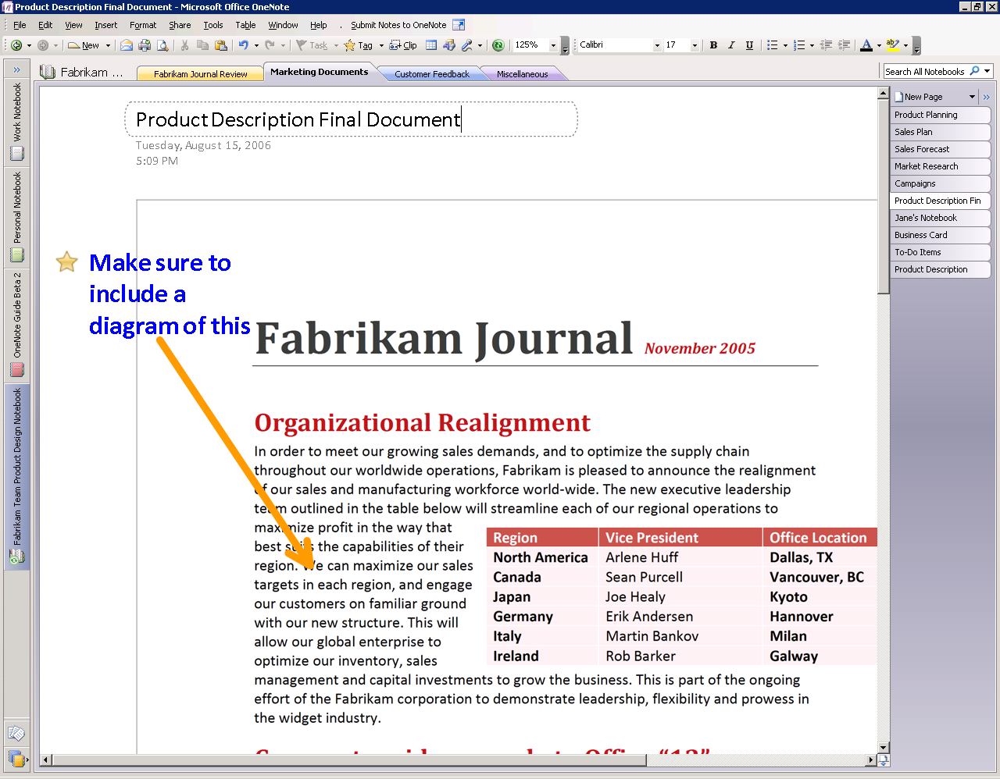 Product Description Final Document - Microsoft Office OneNote
File Edit View Insert Format Share Tools Table Window Help . Submit Notes to OneNote
New Task Tag Clip 125% Calibri 17 B I U A ab
Fabrikam ... Fabrikam Journal Review Marketing Documents Customer Feedback Miscellaneous Search All Notebooks
Work Notebook
Personal Notebook
OneNote Guide Beta 2
Fabrikam Team Product Design Notebook
Product Description Final Document
Tuesday, August 15, 2006
5:09 PM
Make sure to
include a
diagram of this
Fabrikam Journal November 2005
Organizational Realignment
In order to meet our growing sales demands, and to optimize the supply chain
throughout our worldwide operations, Fabrikam is pleased to announce the realignment
of our sales and manufacturing workforce world-wide. The new executive leadership
team outlined in the table below will streamline each of our regional operations to
maximize profit in the way that
best suits the capabilities of their
region. We can maximize our sales
targets in each region, and engage
our customers on familiar ground
with our new structure. This will
allow our global enterprise to
optimize our inventory, sales
Region Vice President Office Location
North America Arlene Huff Dallas, TX
Canada Sean Purcell Vancouver, BC
Japan Joe Healy Kyoto
Germany Erik Andersen Hannover
Italy Martin Bankov Milan
Ireland Rob Barker Galway
management and capital investments to grow the business. This is part of the ongoing
effort of the Fabrikam corporation to demonstrate leadership, flexibility and prowess in
the widget industry.
New Page
Product Planning
Sales Plan
Sales Forecast
Market Research
Campaigns
Product Description Fin
Jane's Notebook
Business Card
To-Do Items
Product Description